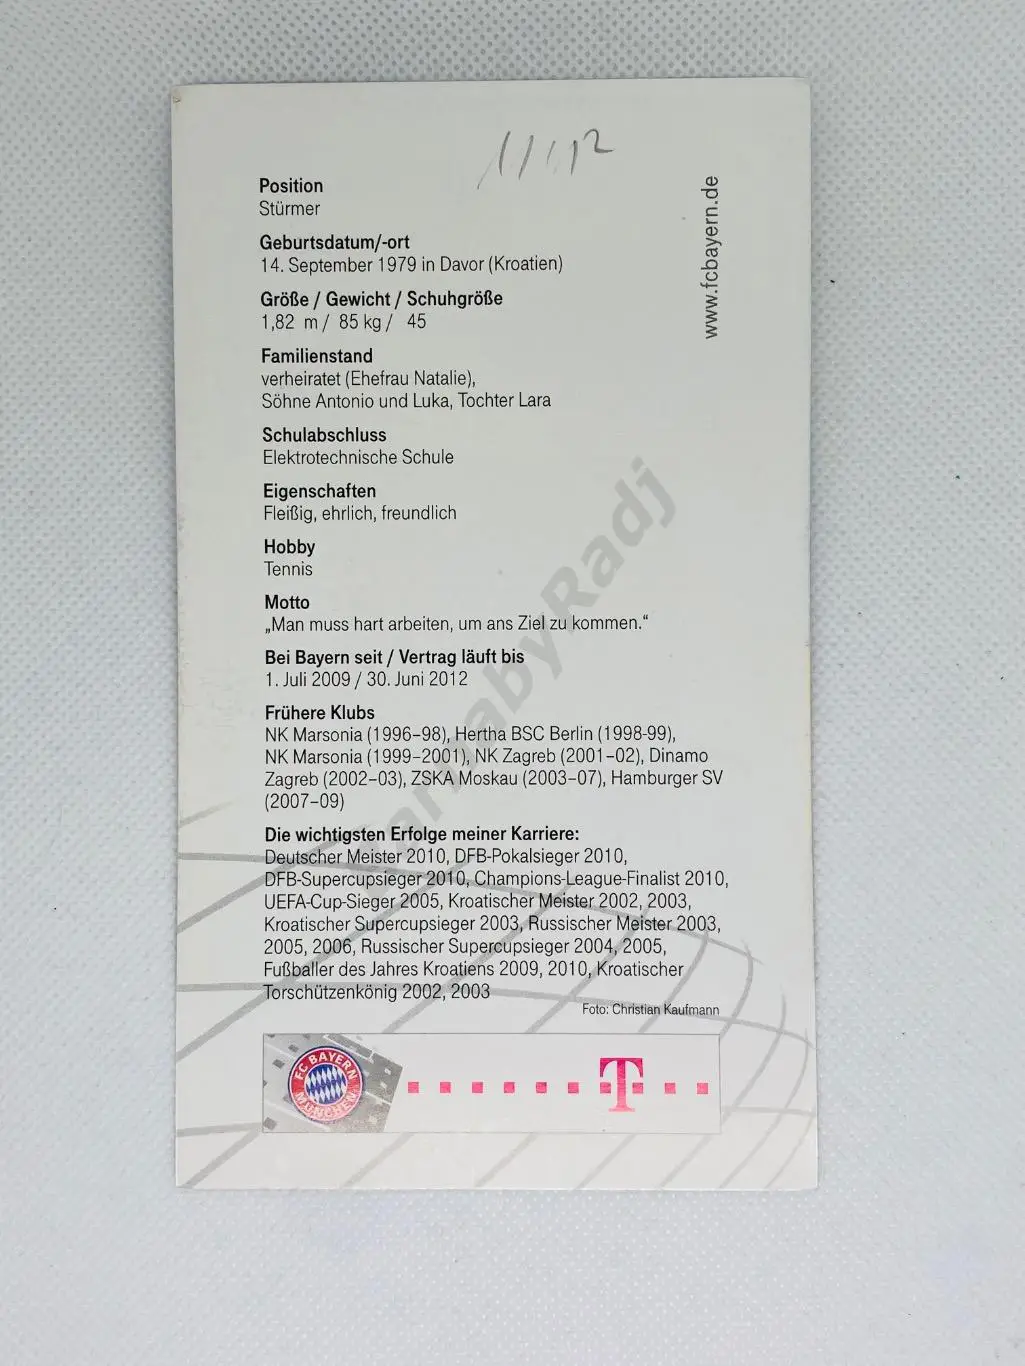 Position
Stürmer
Geburtsdatum/-ort
14. September 1979 in Davor (Kroatien)
Größe / Gewicht / Schuhgröße
1,82 m / 85 kg / 45
Familienstand
verheiratet (Ehefrau Natalie),
Söhne Antonio und Luka, Tochter Lara
Schulabschluss
Elektrotechnische Schule
Eigenschaften
Fleißig, ehrlich, freundlich
Hobby
Tennis
Motto
„Man muss hart arbeiten, um ans Ziel zu kommen.“
Bei Bayern seit / Vertrag läuft bis
1. Juli 2009 / 30. Juni 2012
Frühere Klubs
NK Marsonia (1996–98), Hertha BSC Berlin (1998-99),
NK Marsonia (1999–2001), NK Zagreb (2001–02), Dinamo
Zagreb (2002–03), ZSKA Moskau (2003–07), Hamburger SV
(2007–09)
Die wichtigsten Erfolge meiner Karriere:
Deutscher Meister 2010, DFB-Pokalsieger 2010,
DFB-Supercupsieger 2010, Champions-League-Finalist 2010,
UEFA-Cup-Sieger 2005, Kroatischer Meister 2002, 2003,
Kroatischer Supercupsieger 2003, Russischer Meister 2003,
2005, 2006, Russischer Supercupsieger 2004, 2005,
Fußballer des Jahres Kroatiens 2009, 2010, Kroatischer
Torschützenkönig 2002, 2003
Foto: Christian Kaufmann
www.fcbayern.de
FC BAYERN
MÜNCHEN
T